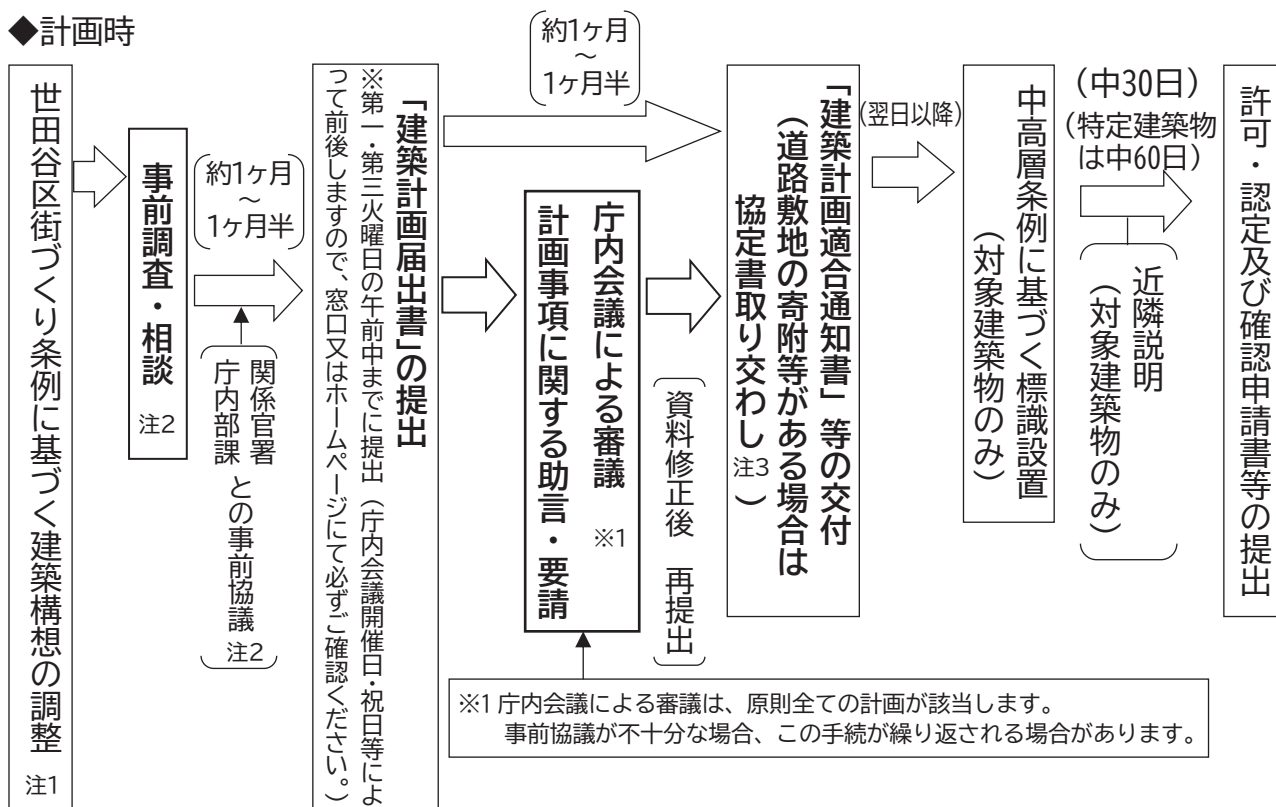 ◆計画時
世田谷区街づくり条例に基づく建築構想の調整 注1
事前調査・相談 注2
約1ヶ月
～
1ヶ月半
関係官署
庁内部課
との事前協議 注2
「建築計画届出書」の提出
※第一・第三火曜日の午前中までに提出（庁内会議開催日・祝日等によ
って前後しますので、窓口又はホームページにて必ずご確認ください。）
約1ヶ月
～
1ヶ月半
庁内会議による審議 ※1
計画事項に関する助言・要請
資料修正後 再提出
「建築計画適合通知書」等の交付
（道路敷地の寄附等がある場合は
協定書取り交わし 注3）
(翌日以降)
中高層条例に基づく標識設置
（対象建築物のみ）
(中30日)
(特定建築物
は中60日)
近隣説明
（対象建築物のみ）
許可・認定及び確認申請書等の提出
※1 庁内会議による審議は、原則全ての計画が該当します。
事前協議が不十分な場合、この手続が繰り返される場合があります。